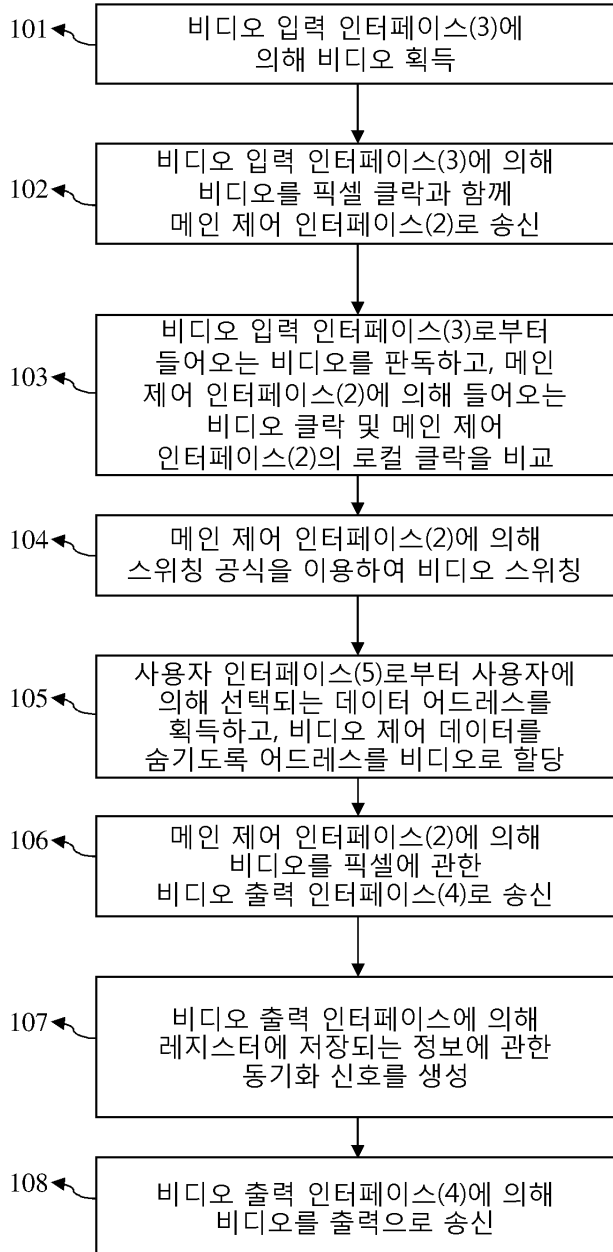 101
비디오 입력 인터페이스(3)에
의해 비디오 획득
102
비디오 입력 인터페이스(3)에 의해
비디오를 픽셀 클락과 함께
메인 제어 인터페이스(2)로 송신
103
비디오 입력 인터페이스(3)로부터
들어오는 비디오를 판독하고, 메인
제어 인터페이스(2)에 의해 들어오는
비디오 클락 및 메인 제어
인터페이스(2)의 로컬 클락을 비교
104
메인 제어 인터페이스(2)에 의해
스위칭 공식을 이용하여 비디오 스위칭
105
사용자 인터페이스(5)로부터 사용자에
의해 선택되는 데이터 어드레스를
획득하고, 비디오 제어 데이터를
숨기도록 어드레스를 비디오로 할당
106
메인 제어 인터페이스(2)에 의해
비디오를 픽셀에 관한
비디오 출력 인터페이스(4)로 송신
107
비디오 출력 인터페이스에 의해
레지스터에 저장되는 정보에 관한
동기화 신호를 생성
108
비디오 출력 인터페이스(4)에 의해
비디오를 출력으로 송신